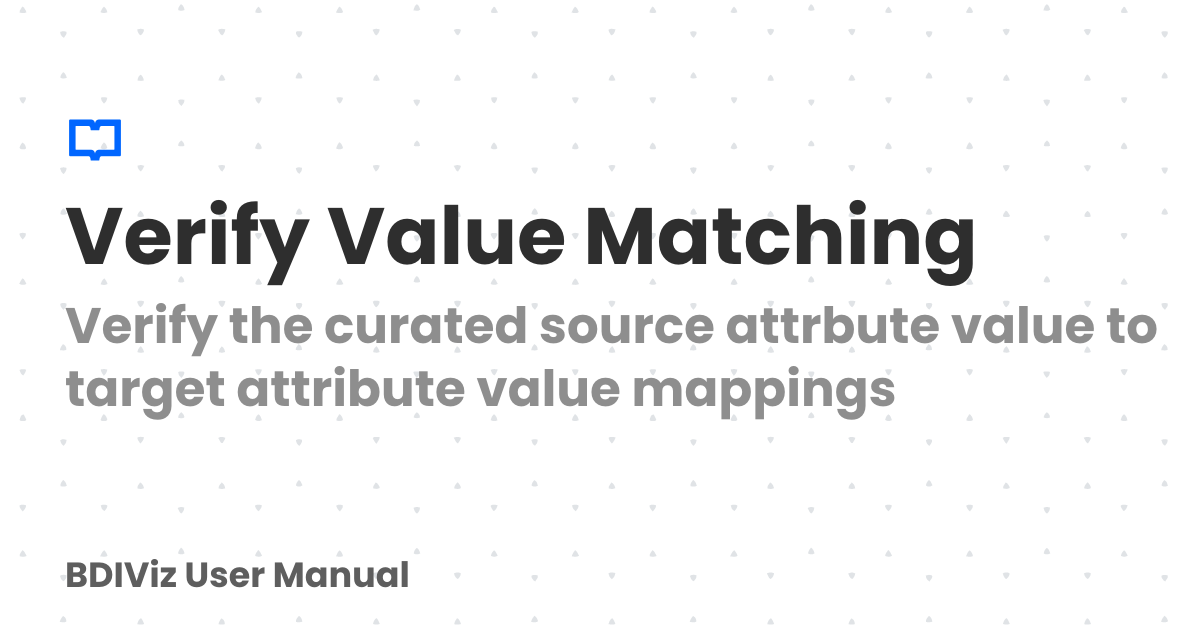 Verify Value Matching
Verify the curated source attrbute value to
target attribute value mappings
BDIViz User Manual